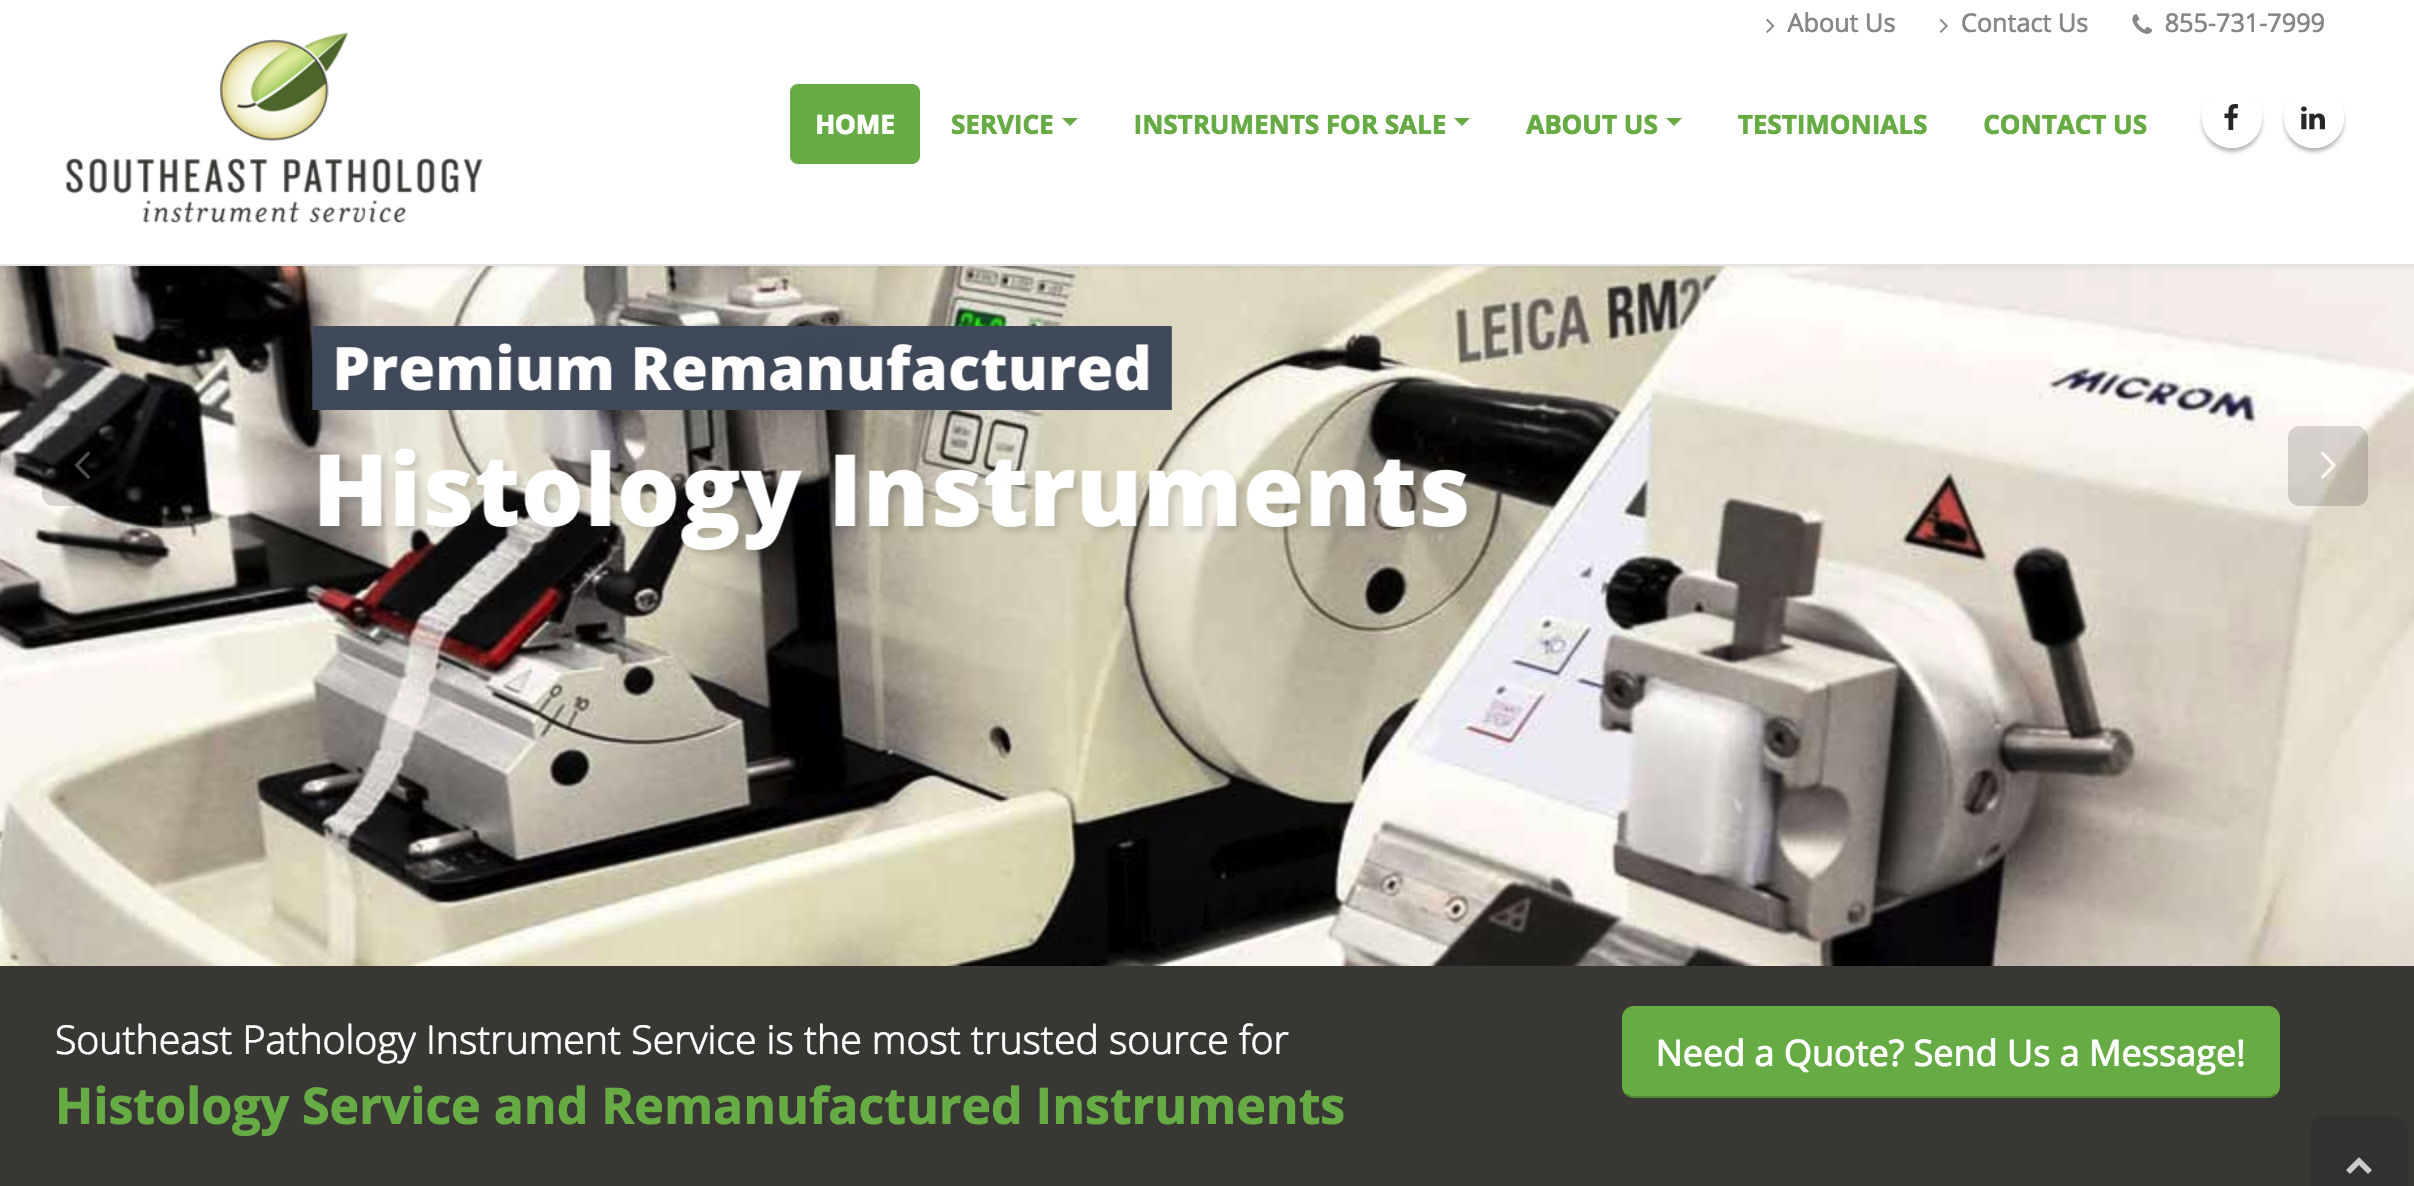 About Us
Contact Us
855-731-7999
SOUTHEAST PATHOLOGY
instrument service
HOME
SERVICE
INSTRUMENTS FOR SALE
ABOUT US
TESTIMONIALS
CONTACT US
f
in
LEICA RM2
MICROM
Premium Remanufactured
Histology Instruments
0
10
Southeast Pathology Instrument Service is the most trusted source for
Histology Service and Remanufactured Instruments
Need a Quote? Send Us a Message!